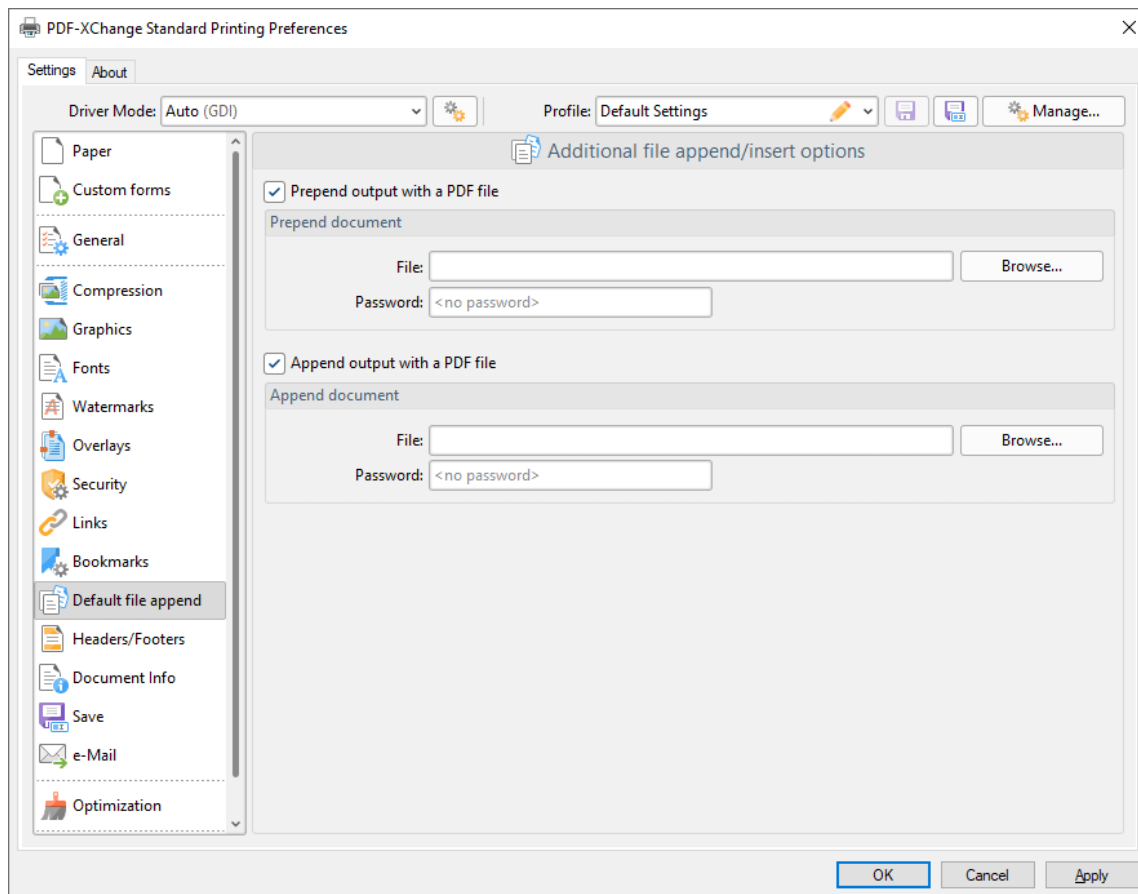 PDF-XChange Standard Printing Preferences
Settings About
Driver Mode: Auto (GDI) Profile: Default Settings Manage...
Paper
Custom forms
General
Compression
Graphics
Fonts
Watermarks
Overlays
Security
Links
Bookmarks
Default file append
Headers/Footers
Document Info
Save
e-Mail
Optimization
Additional file append/insert options
Prepend output with a PDF file
Prepend document
File: Browse...
Password: <no password>
Append output with a PDF file
Append document
File: Browse...
Password: <no password>
OK Cancel Apply